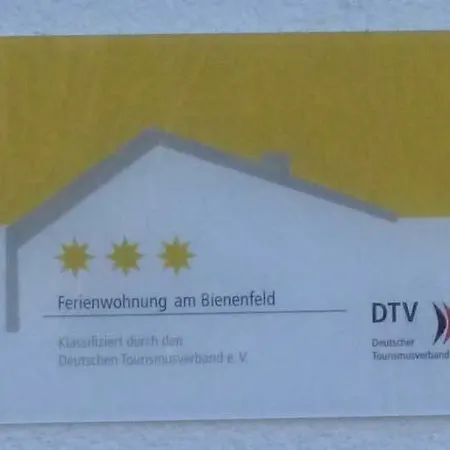 Ferienwohnung am Bienenfeld
Klassifiziert durch den
Deutschen Tourismusverband e. V.
DTV
Deutscher
Tourismusverband